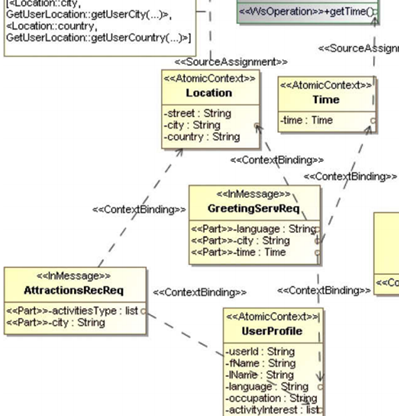 [<Location::city,
GetUserLocation::getUserCity(...)>,
<Location::country,
GetUserLocation::getUserCountry(...)>]
<<WsOperation>>+getTime()
<<SourceAssignment>>
<<SourceAssignm
<<AtomicContext>>
Location
-street : String
-city : String
-country : String
<<AtomicContext>>
Time
-time : Time
<<ContextBinding>>
<<ContextBinding>>
<<InMessage>>
GreetingServReq
<<Part>>-language : String
<<Part>>-city : String
<<Part>>-time : Time
<<ContextBinding>>
<<InMessage>>
AttractionsRecReq
<<Part>>-activitiesType : list
<<Part>>-city : String
<<ContextBinding>>
<<ContextBinding>>
<<Co
<<AtomicContext>>
UserProfile
-userId : String
-fName : String
-lName : String
-language : String
-occupation : String
-activityInterest : list